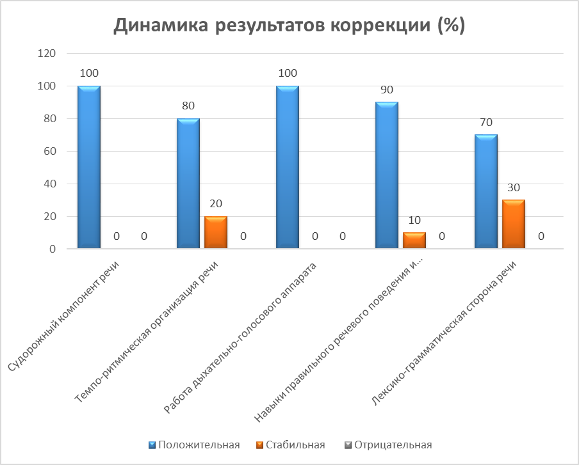 Динамика результатов коррекции (%)
120
100
80
60
40
20
0
100 0 0
80 20 0
100 0 0
90 10 0
70 30 0
Судорожный компонент речи
Темпо-ритмическая организация речи
Работа дыхательно-голосового аппарата
Навыки правильного речевого поведения и...
Лексико-грамматическая сторона речи
Положительная Стабильная Отрицательная